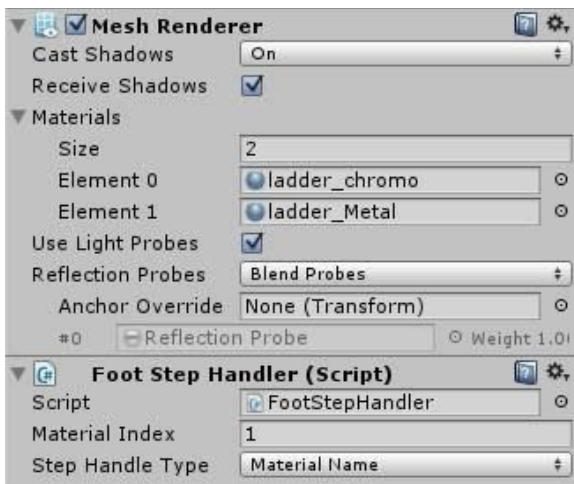 Mesh Renderer
Cast Shadows On
Receive Shadows
Materials
Size 2
Element 0 ladder_chromo
Element 1 ladder_Metal
Use Light Probes
Reflection Probes Blend Probes
Anchor Override None (Transform)
#0 Reflection Probe Weight 1.0
Foot Step Handler (Script)
Script FootStepHandler
Material Index 1
Step Handle Type Material Name